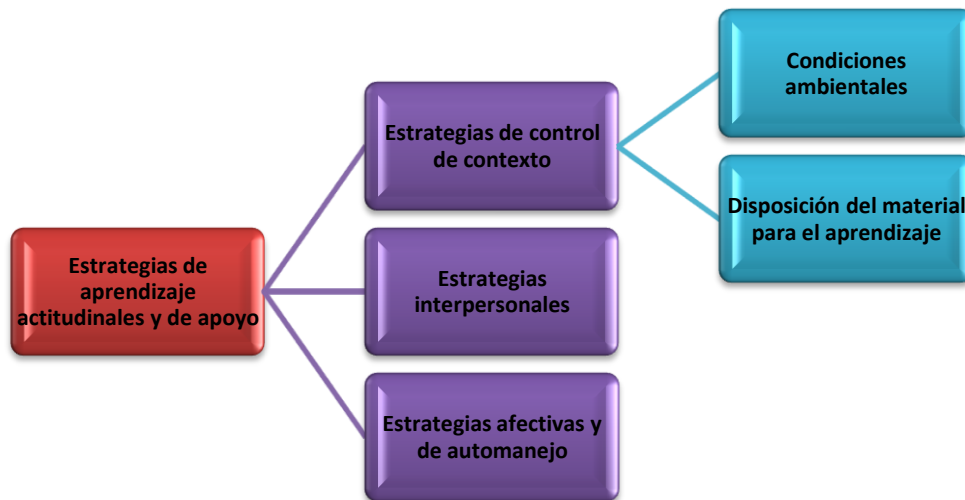 Estrategias de
aprendizaje
actitudinales y de apoyo
Estrategias de control
de contexto
Condiciones
ambientales
Disposición del material
para el aprendizaje
Estrategias
interpersonales
Estrategias afectivas y
de automanejo